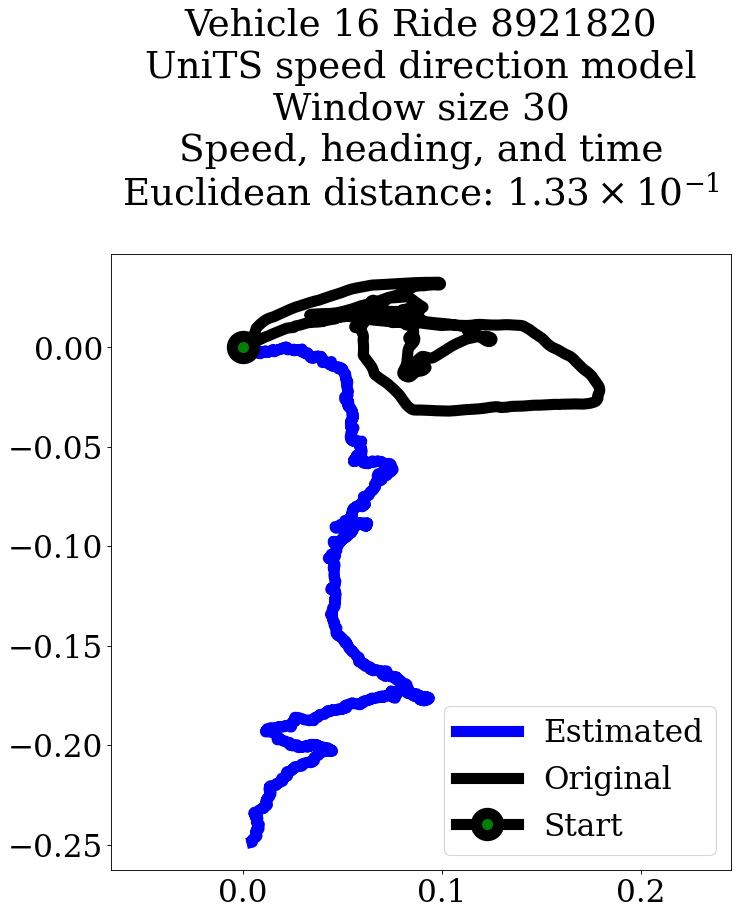 Vehicle 16 Ride 8921820
UniTS speed direction model
Window size 30
Speed, heading, and time
Euclidean distance: 1.33 × 10⁻¹
0.00
−0.05
−0.10
−0.15
−0.20
−0.25
Estimated
Original
Start
0.0
0.1
0.2